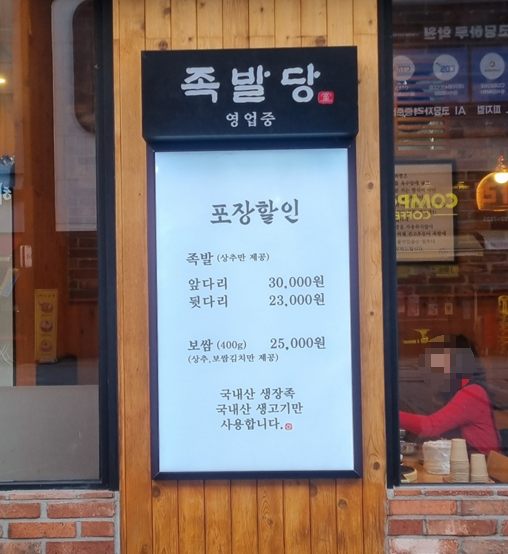 족발당
영업중
포장할인
족발 (상추만 제공)
앞다리 30,000원
뒷다리 23,000원
보쌈 (400g) 25,000원
(상추,보쌈김치만 제공)
국내산 생장족
국내산 생고기만
사용합니다.
COMPO
COFFEE